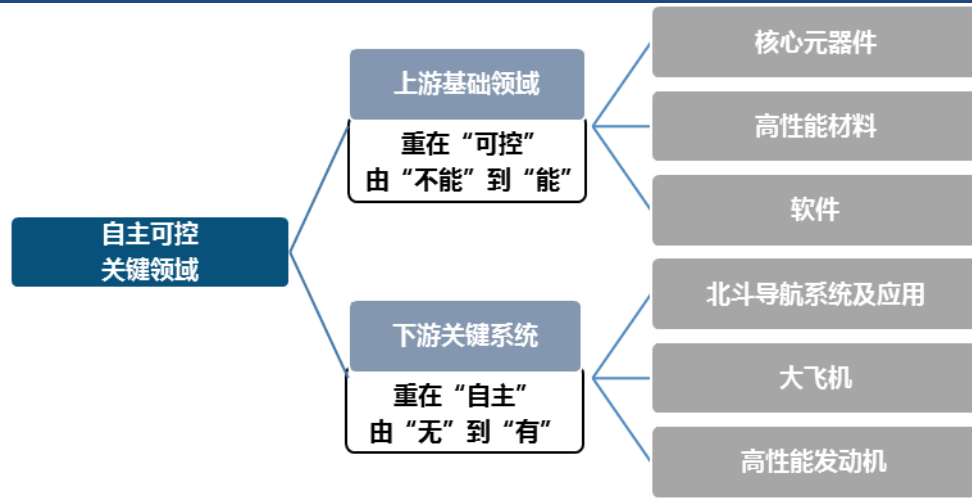 自主可控
关键领域
上游基础领域
重在“可控”
由“不能”到“能”
核心元器件
高性能材料
软件
下游关键系统
重在“自主”
由“无”到“有”
北斗导航系统及应用
大飞机
高性能发动机